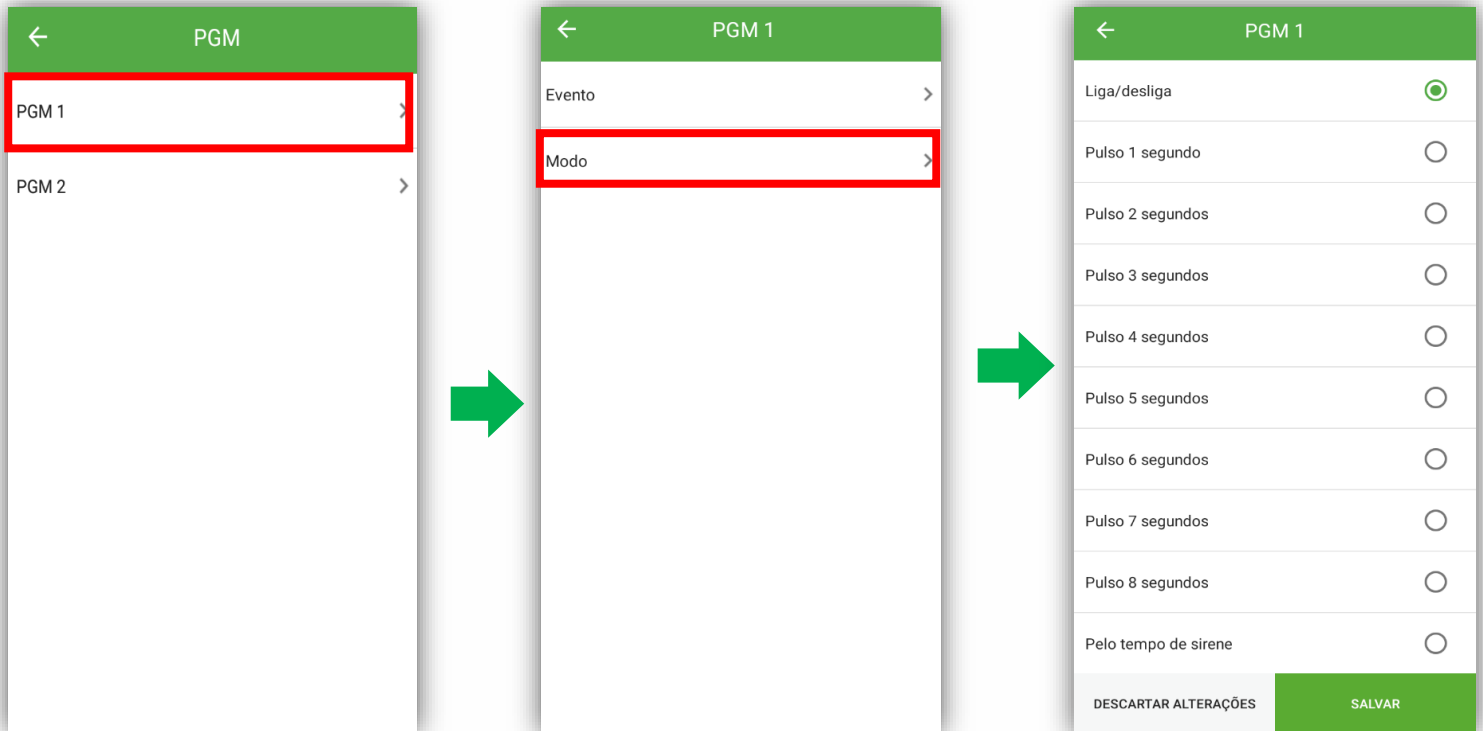 PGM
PGM 1
PGM 2
PGM 1
Evento
Modo
PGM 1
Liga/desliga
Pulso 1 segundo
Pulso 2 segundos
Pulso 3 segundos
Pulso 4 segundos
Pulso 5 segundos
Pulso 6 segundos
Pulso 7 segundos
Pulso 8 segundos
Pelo tempo de sirene
DESCARTAR ALTERAÇÕES
SALVAR